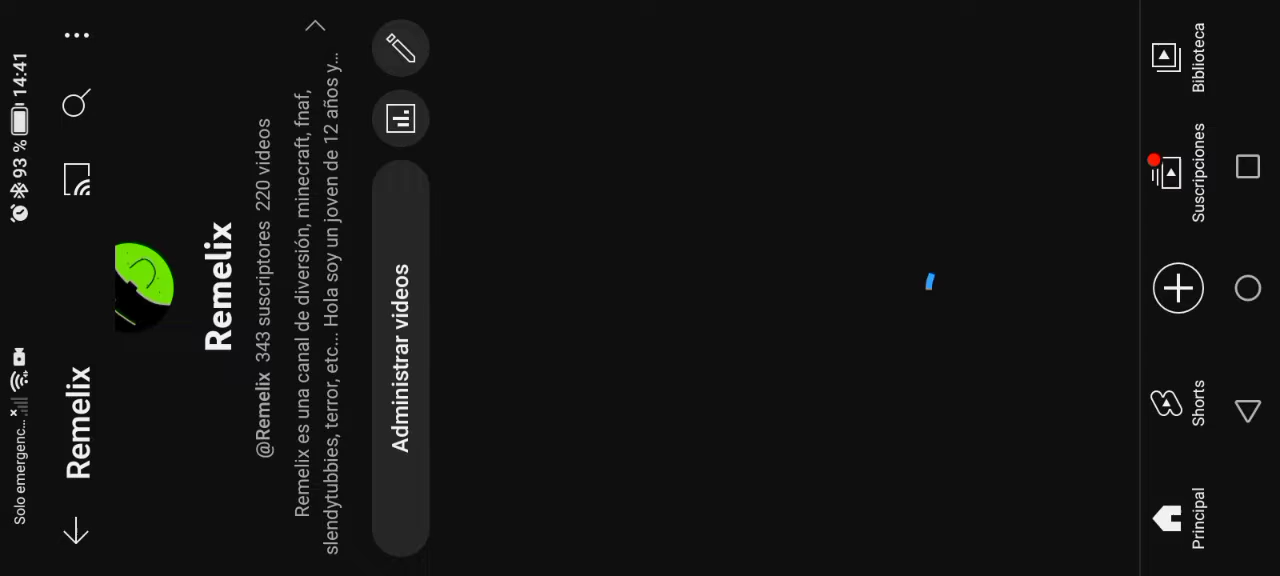 Solo emergenc...
93 %
14:41
Remelix
Remelix
@Remelix 343 suscriptores 220 videos
Remelix es una canal de diversión, minecraft, fnaf,
slendytubbies, terror, etc... Hola soy un joven de 12 años y...
Administrar videos
Principal
Shorts
Suscripciones
Biblioteca